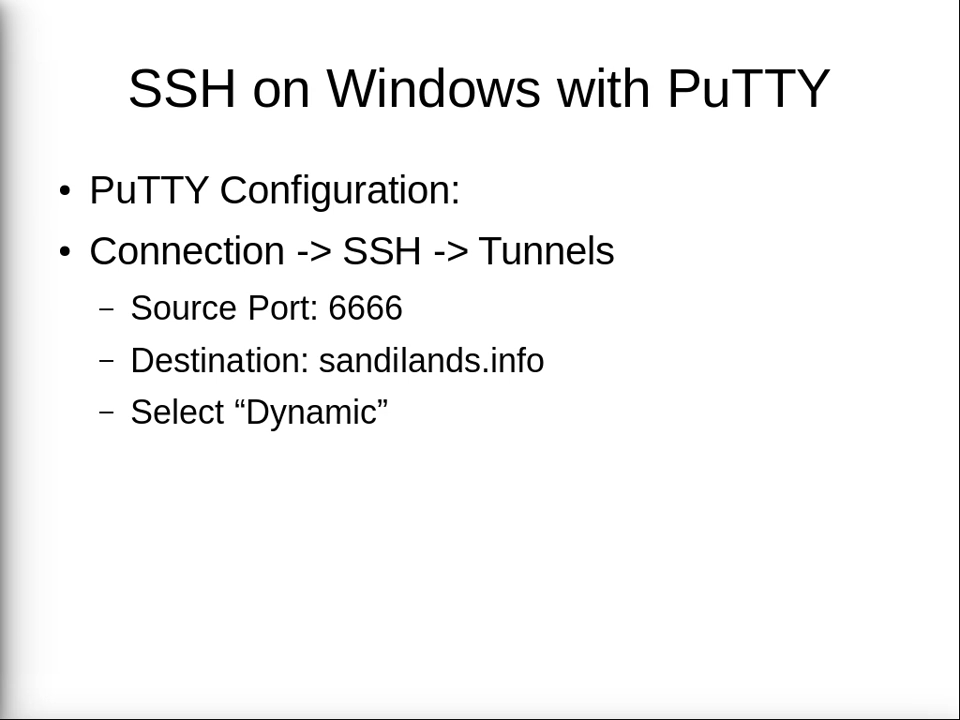 SSH on Windows with PuTTY
• PuTTY Configuration:
• Connection -> SSH -> Tunnels
– Source Port: 6666
– Destination: sandilands.info
– Select “Dynamic”